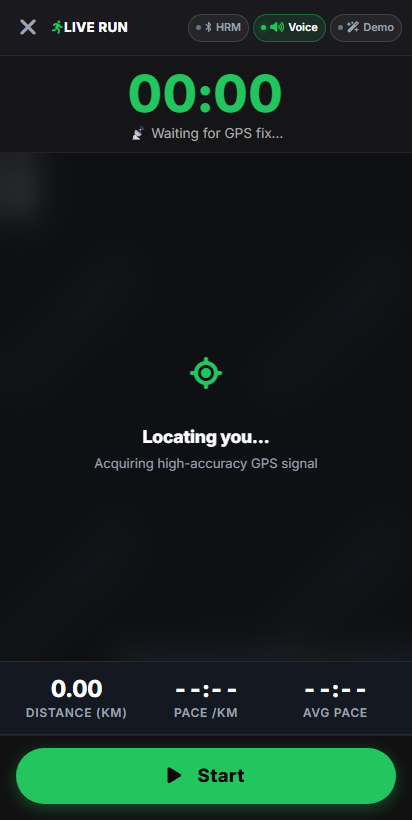 LIVE RUN
HRM
Voice
Demo
00:00
Waiting for GPS fix...
Locating you...
Acquiring high-accuracy GPS signal
0.00
--:--
--:--
DISTANCE (KM)
PACE /KM
AVG PACE
Start